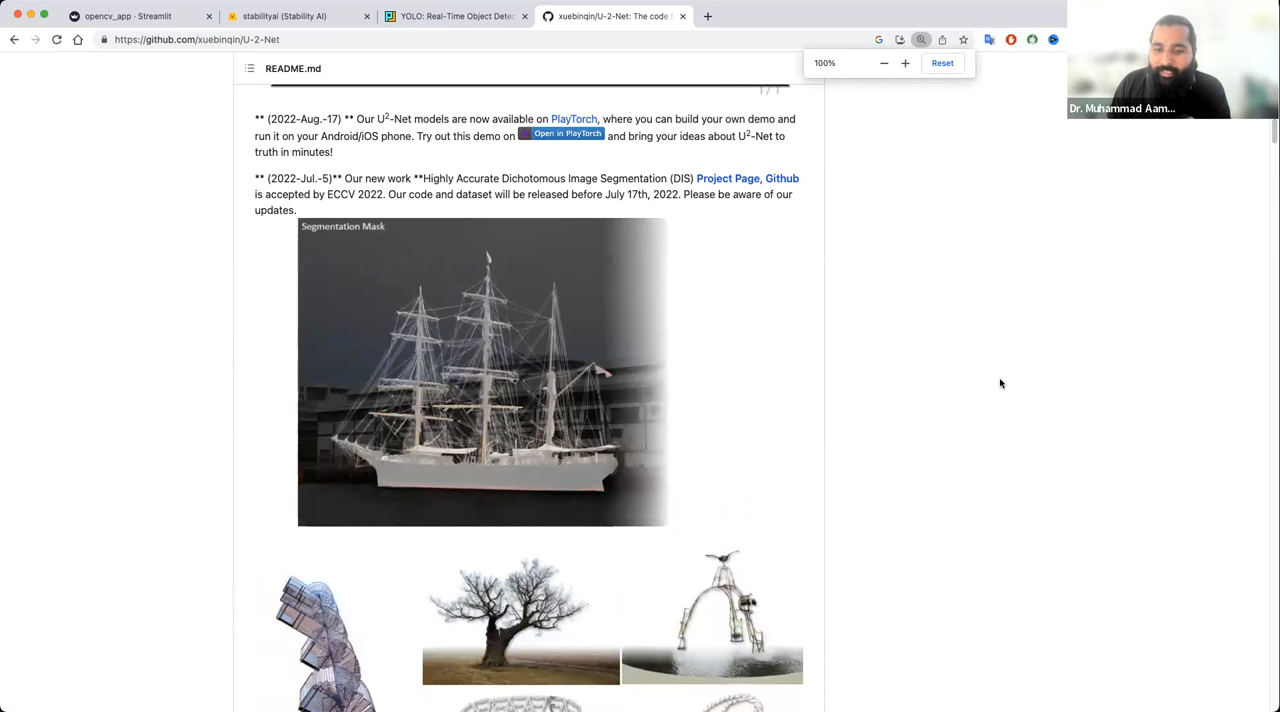 opencv_app · Streamlit
stabilityai (Stability AI)
YOLO: Real-Time Object Detec
xuebinqin/U-2-Net: The code f
https://github.com/xuebinqin/U-2-Net
README.md
100%
Reset
Dr. Muhammad Aam...
** (2022-Aug.-17) ** Our U2-Net models are now available on PlayTorch, where you can build your own demo and
run it on your Android/iOS phone. Try out this demo on Open in PlayTorch and bring your ideas about U2-Net to
truth in minutes!
** (2022-Jul.-5)** Our new work **Highly Accurate Dichotomous Image Segmentation (DIS) Project Page, Github
is accepted by ECCV 2022. Our code and dataset will be released before July 17th, 2022. Please be aware of our
updates.
Segmentation Mask